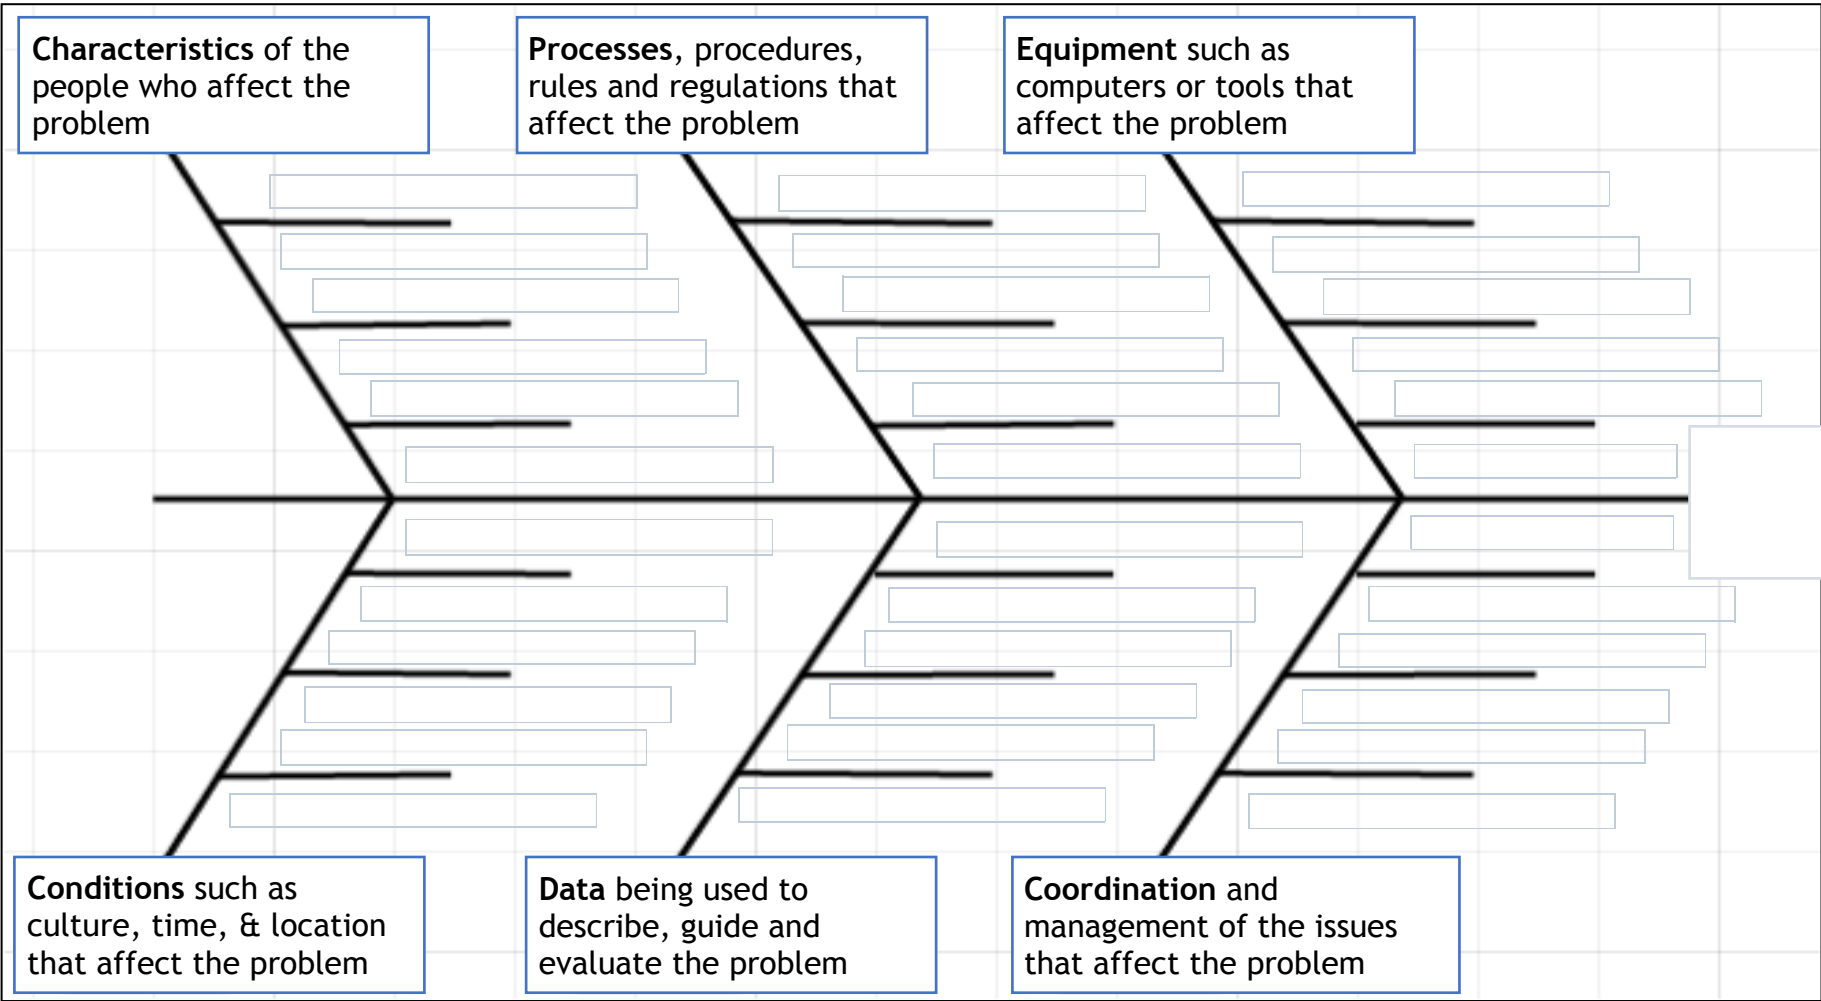 Characteristics of the
people who affect the
problem
Processes, procedures,
rules and regulations that
affect the problem
Equipment such as
computers or tools that
affect the problem
Conditions such as
culture, time, & location
that affect the problem
Data being used to
describe, guide and
evaluate the problem
Coordination and
management of the issues
that affect the problem